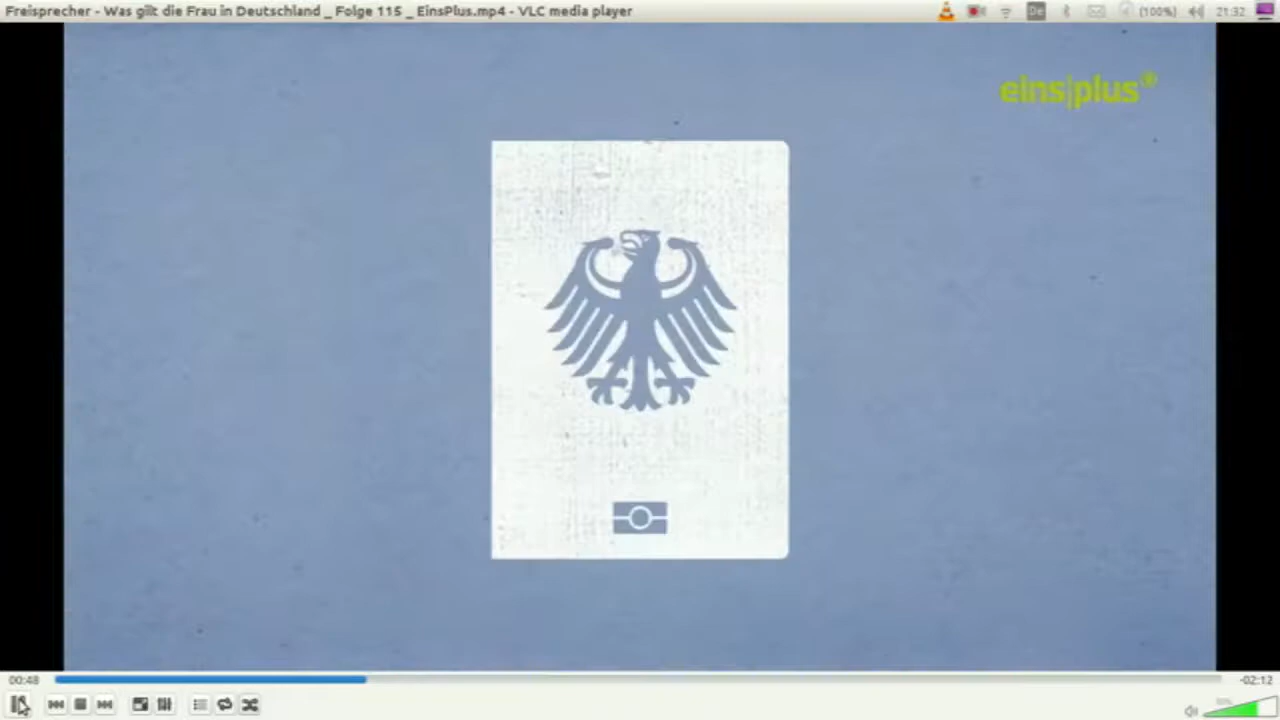 Freisprecher - Was gilt die Frau in Deutschland _ Folge 115 _ EinsPlus.mp4 - VLC media player
De
(100%)
21:32
eins|plus
00:48
-02:12